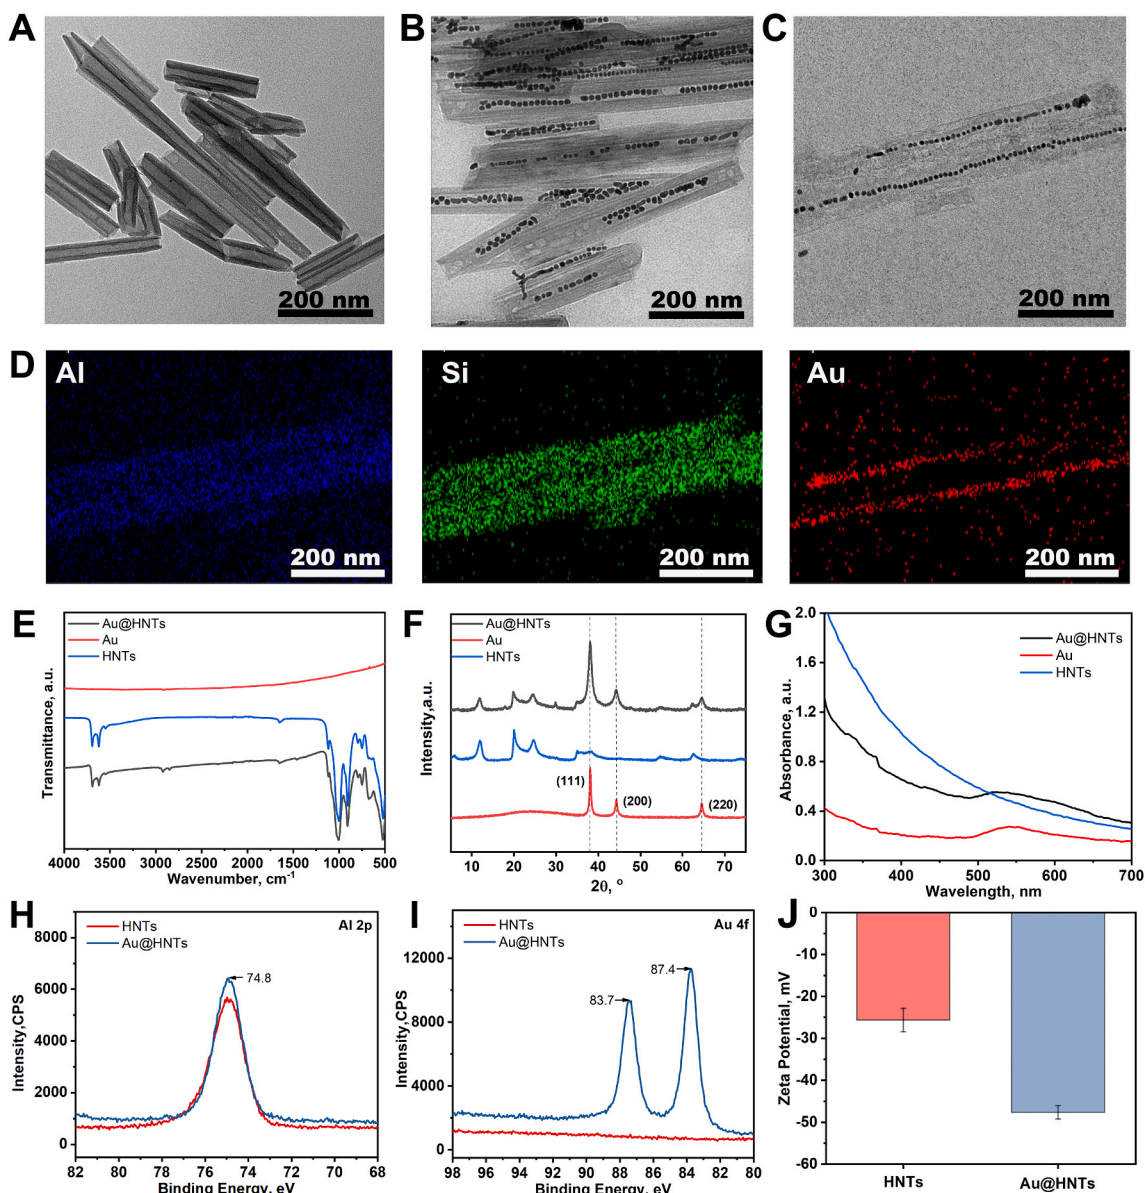 A
200 nm
B
200 nm
C
200 nm
D
Al
200 nm
Si
200 nm
Au
200 nm
E
Au@HNTs
Au
HNTs
Transmittance, a.u.
4000 3500 3000 2500 2000 1500 1000 500
Wavenumber, cm-1
F
Au@HNTs
Au
HNTs
(111)
(200)
(220)
Intensity,a.u.
10 20 30 40 50 60 70
2θ, °
G
Au@HNTs
Au
HNTs
Absorbance, a.u.
2.0
1.6
1.2
0.8
0.4
0.0
300 400 500 600 700
Wavelength, nm
H
HNTs
Au@HNTs
Al 2p
74.8
Intensity,CPS
8000
6000
4000
2000
0
82 80 78 76 74 72 70 68
Binding Energy, eV
I
HNTs
Au@HNTs
Au 4f
87.4
83.7
Intensity,CPS
12000
8000
4000
0
98 96 94 92 90 88 86 84 82 80
Binding Energy, eV
J
Zeta Potential, mV
0
-10
-20
-30
-40
-50
-60
HNTs
Au@HNTs